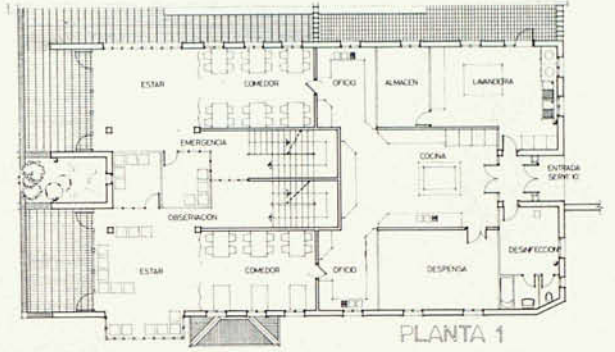 ESTAR
COMEDOR
OFICIO
ALMACEN
LAVANDERIA
EMERGENCIA
COCINA
ENTRADA
SERVICIO
OBSERVACION
DESINFECCION
ESTAR
COMEDOR
OFICIO
DESPENSA
PLANTA 1